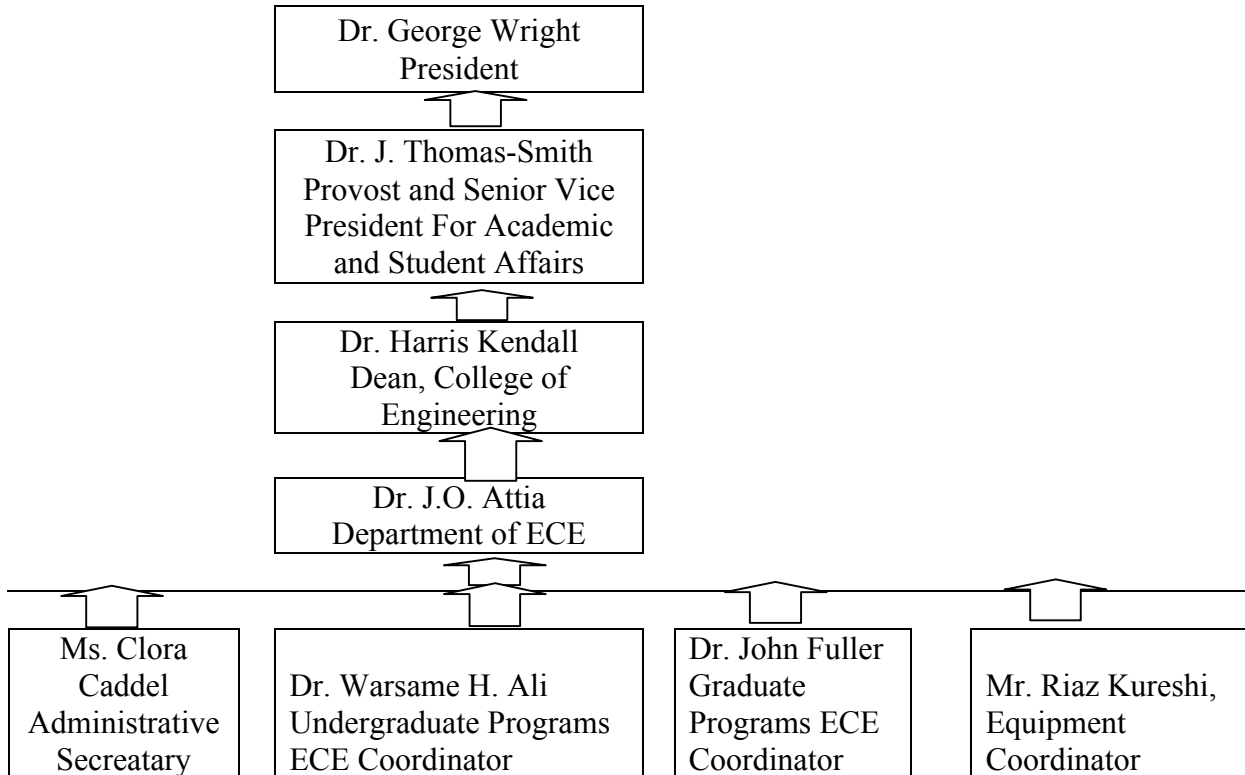 Dr. George Wright
President
Dr. J. Thomas-Smith
Provost and Senior Vice
President For Academic
and Student Affairs
Dr. Harris Kendall
Dean, College of
Engineering
Dr. J.O. Attia
Department of ECE
Ms. Clora
Caddel
Administrative
Secreatary
Dr. Warsame H. Ali
Undergraduate Programs
ECE Coordinator
Dr. John Fuller
Graduate
Programs ECE
Coordinator
Mr. Riaz Kureshi,
Equipment
Coordinator